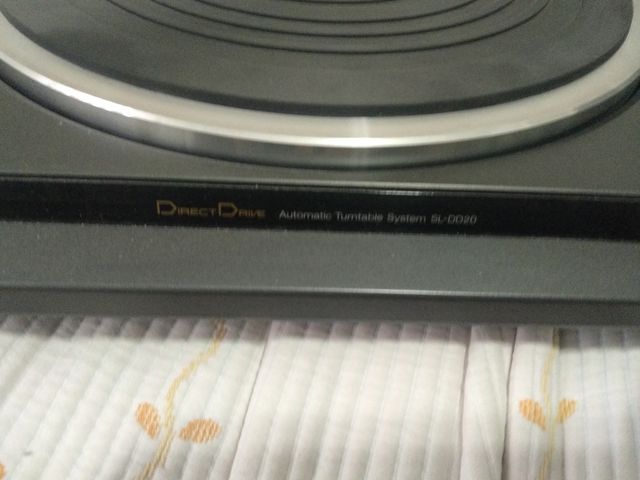 DIRECT DRIVE Automatic Turntable System SL-DD20